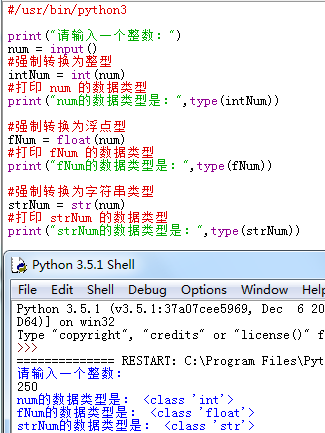 #/usr/bin/python3
print("请输入一个整数：")
num = input()
#强制转换为整型
intNum = int(num)
#打印 num 的数据类型
print("num的数据类型是：",type(intNum))
#强制转换为浮点型
fNum = float(num)
#打印 fNum 的数据类型
print("fNum的数据类型是：",type(fNum))
#强制转换为字符串类型
strNum = str(num)
#打印 strNum 的数据类型
print("strNum的数据类型是：",type(strNum))
Python 3.5.1 Shell
File Edit Shell Debug Options Window Help
Python 3.5.1 (v3.5.1:37a07cee5969, Dec 6 20
D64)] on win32
Type "copyright", "credits" or "license()" f
>>>
============== RESTART: C:\Program Files\Pyt
请输入一个整数：
250
num的数据类型是： <class 'int'>
fNum的数据类型是： <class 'float'>
strNum的数据类型是： <class 'str'>